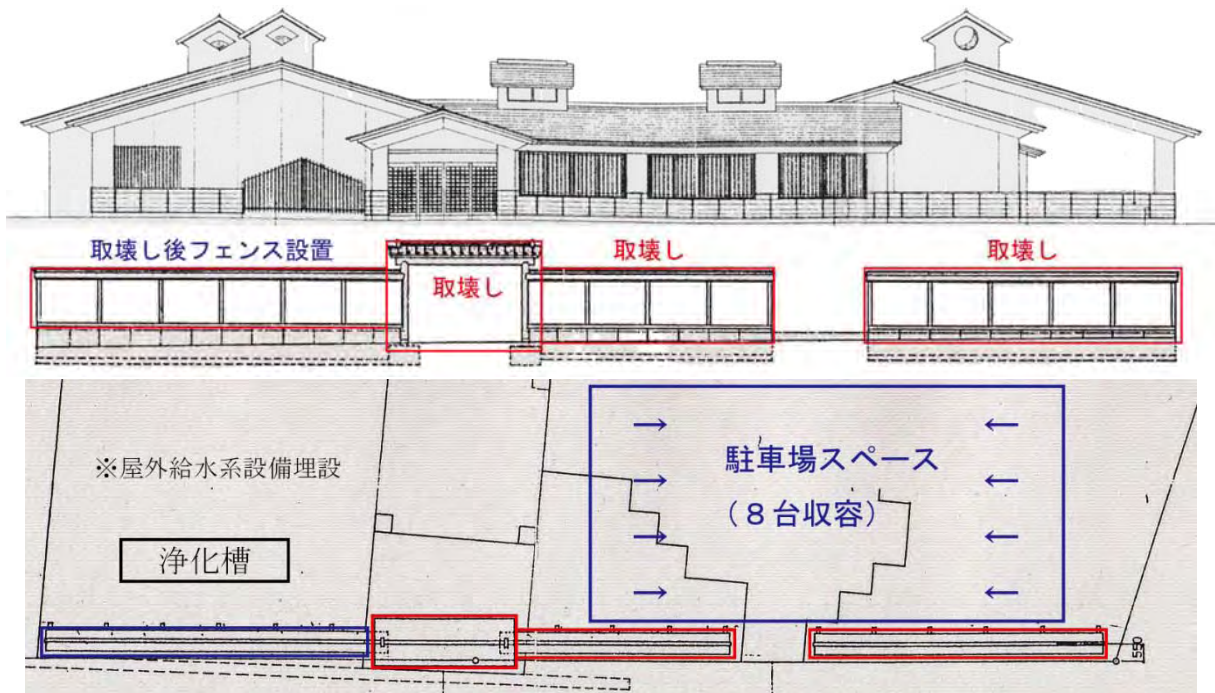 取壊し後フェンス設置
取壊し
取壊し
取壊し
※屋外給水系設備埋設
浄化槽
駐車場スペース
（８台収容）
→
→
→
→
←
←
←
←
550